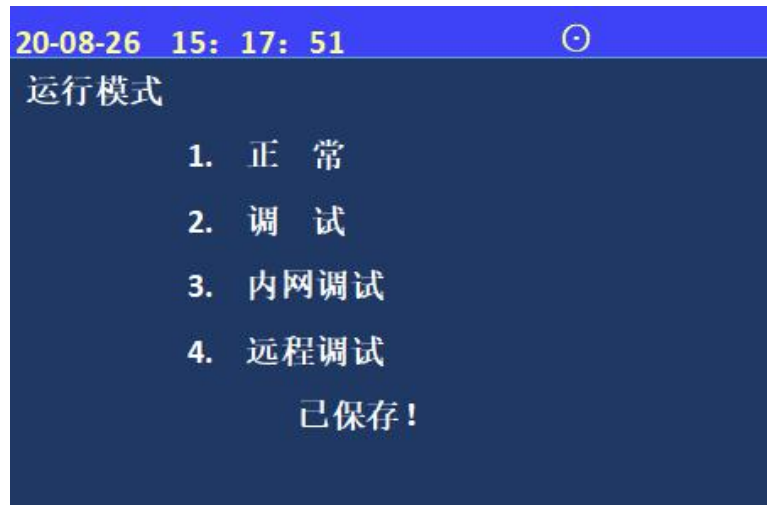 20-08-26 15：17：51
运行模式
1. 正 常
2. 调 试
3. 内网调试
4. 远程调试
已保存！